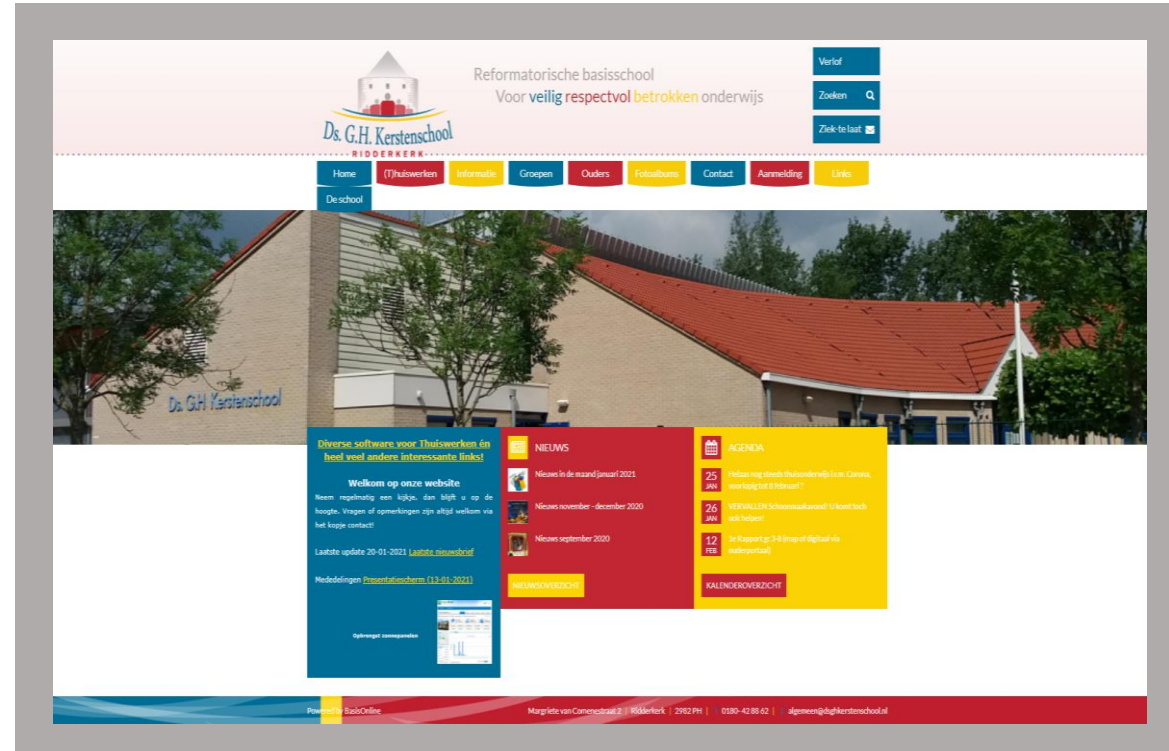 Reformatorische basisschool
Voor veilig respectvol betrokken onderwijs
Verlof
Zoeken
Ziek-te laat
Ds. G.H. Kerstenschool
RIDDERKERK
Home
(T)huiswerken
Informatie
Groepen
Ouders
Fotoalbums
Contact
Aanmelding
Links
De school
Ds. G.H. Kerstenschool
Diverse software voor Thuiswerken én
heel veel andere interessante links!
Welkom op onze website
Neem regelmatig een kijkje, dan blijft u op de
hoogte. Vragen of opmerkingen zijn altijd welkom via
het kopje contact!
Laatste update 20-01-2021 Laatste nieuwsbrief
Mededelingen Presentatiescherm (13-01-2021)
Opbrengst zonnepanelen
NIEUWS
Nieuws in de maand januari 2021
Nieuws november - december 2020
Nieuws september 2020
NIEUWSOVERZICHT
AGENDA
25
JAN
Helaas nog steeds thuisonderwijs i.v.m. Corona,
voorlopig tot 8 februari?
26
JAN
VERVALLEN Schoonmaakavond! U komt toch
ook helpen!
12
FEB
1e Rapport gr. 3-8 (map of digitaal via
ouderportaal)
KALENDEROVERZICHT
Powered by BasisOnline
Margriete van Comenestraat 2 | Ridderkerk | 2982 PH | 0180- 42 88 62 | algemeen@dsghkerstenschool.nl